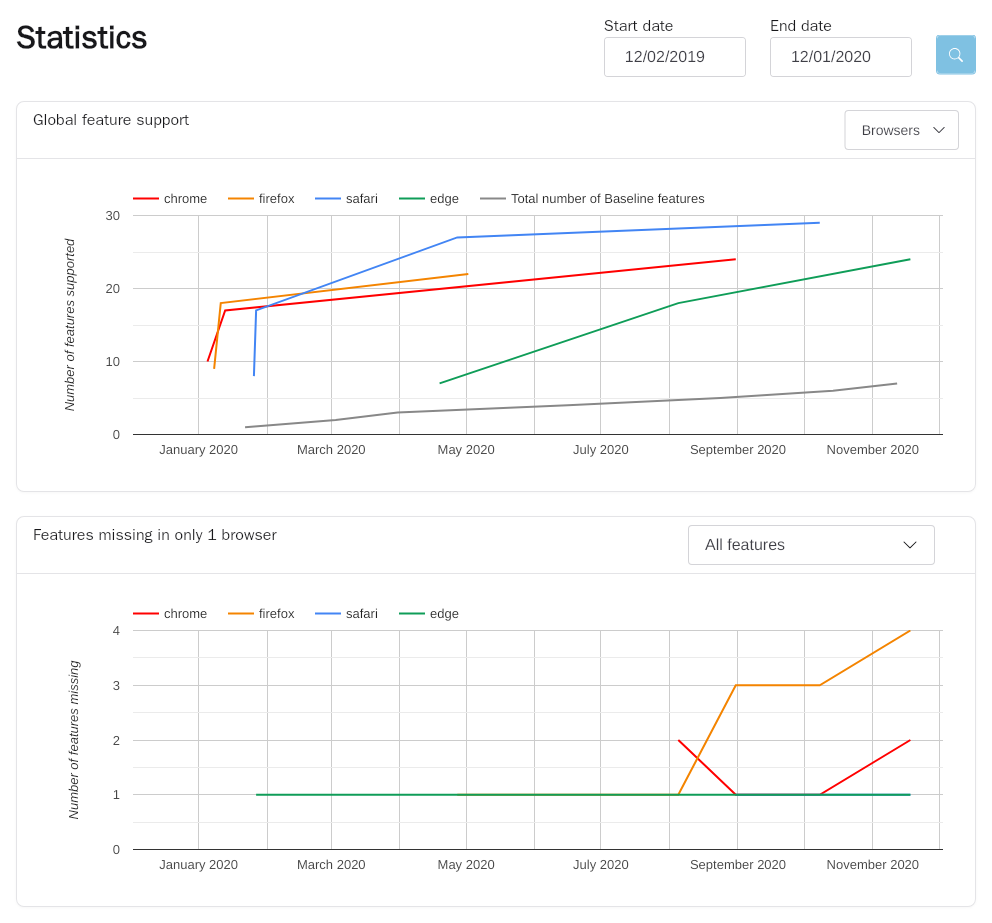 Statistics
Start date
End date
12/02/2019
12/01/2020
Global feature support
Browsers
chrome firefox safari edge Total number of Baseline features
Number of features supported
30
20
10
0
January 2020 March 2020 May 2020 July 2020 September 2020 November 2020
Features missing in only 1 browser
All features
chrome firefox safari edge
Number of features missing
4
3
2
1
0
January 2020 March 2020 May 2020 July 2020 September 2020 November 2020